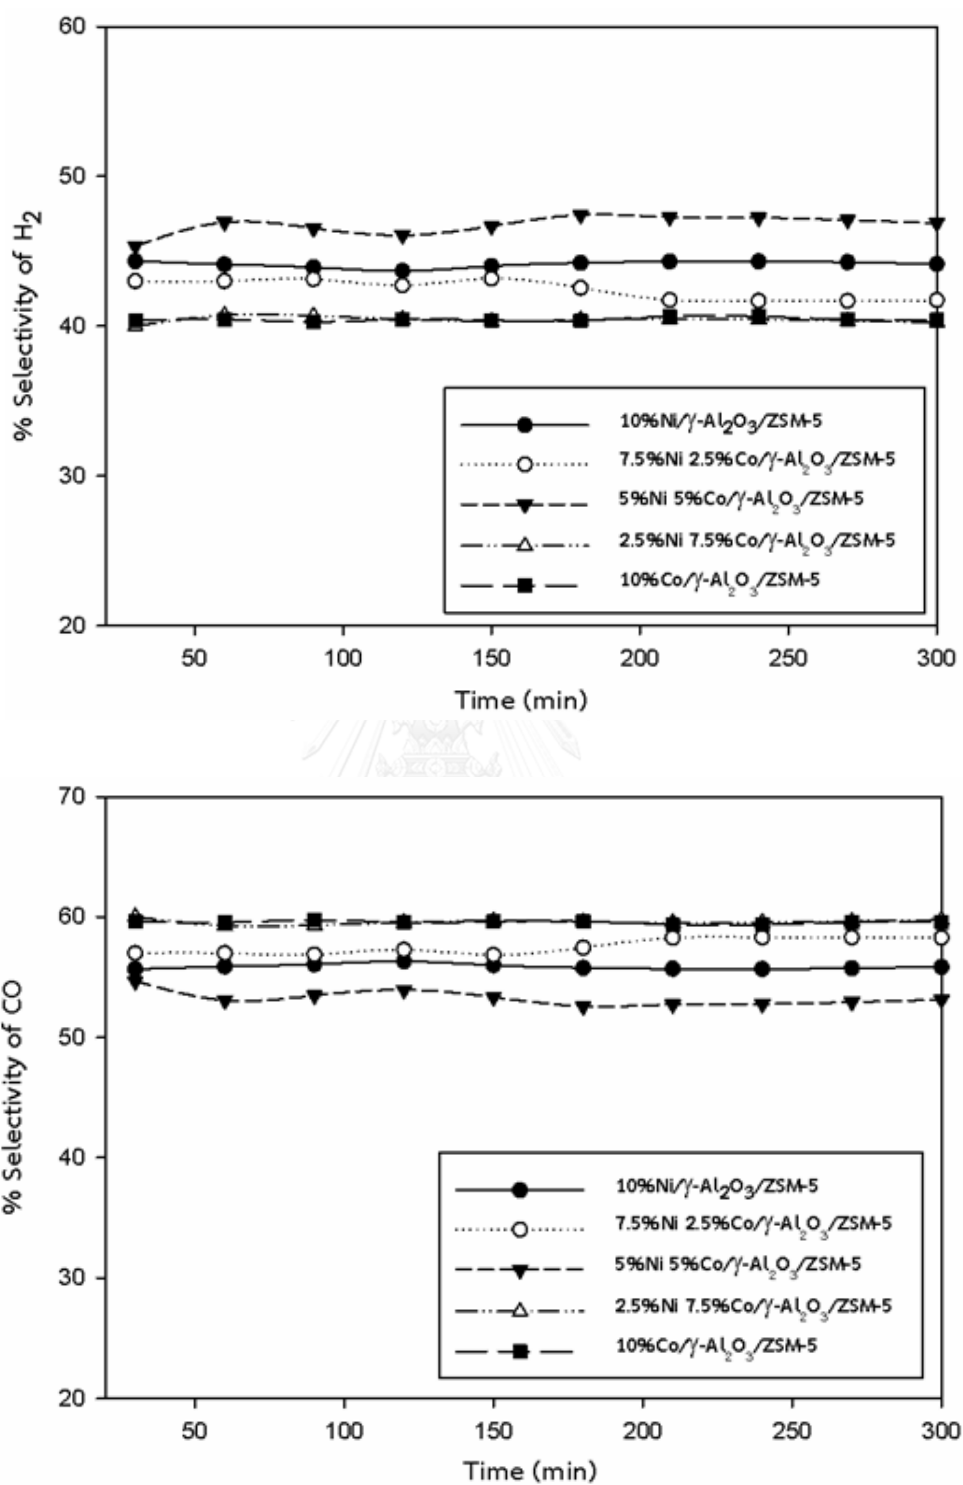 60
50
40
30
20
% Selectivity of H2
10%Ni/γ-Al2O3/ZSM-5
7.5%Ni 2.5%Co/γ-Al2O3/ZSM-5
5%Ni 5%Co/γ-Al2O3/ZSM-5
2.5%Ni 7.5%Co/γ-Al2O3/ZSM-5
10%Co/γ-Al2O3/ZSM-5
50 100 150 200 250 300
Time (min)
70
60
50
40
30
20
% Selectivity of CO
10%Ni/γ-Al2O3/ZSM-5
7.5%Ni 2.5%Co/γ-Al2O3/ZSM-5
5%Ni 5%Co/γ-Al2O3/ZSM-5
2.5%Ni 7.5%Co/γ-Al2O3/ZSM-5
10%Co/γ-Al2O3/ZSM-5
50 100 150 200 250 300
Time (min)